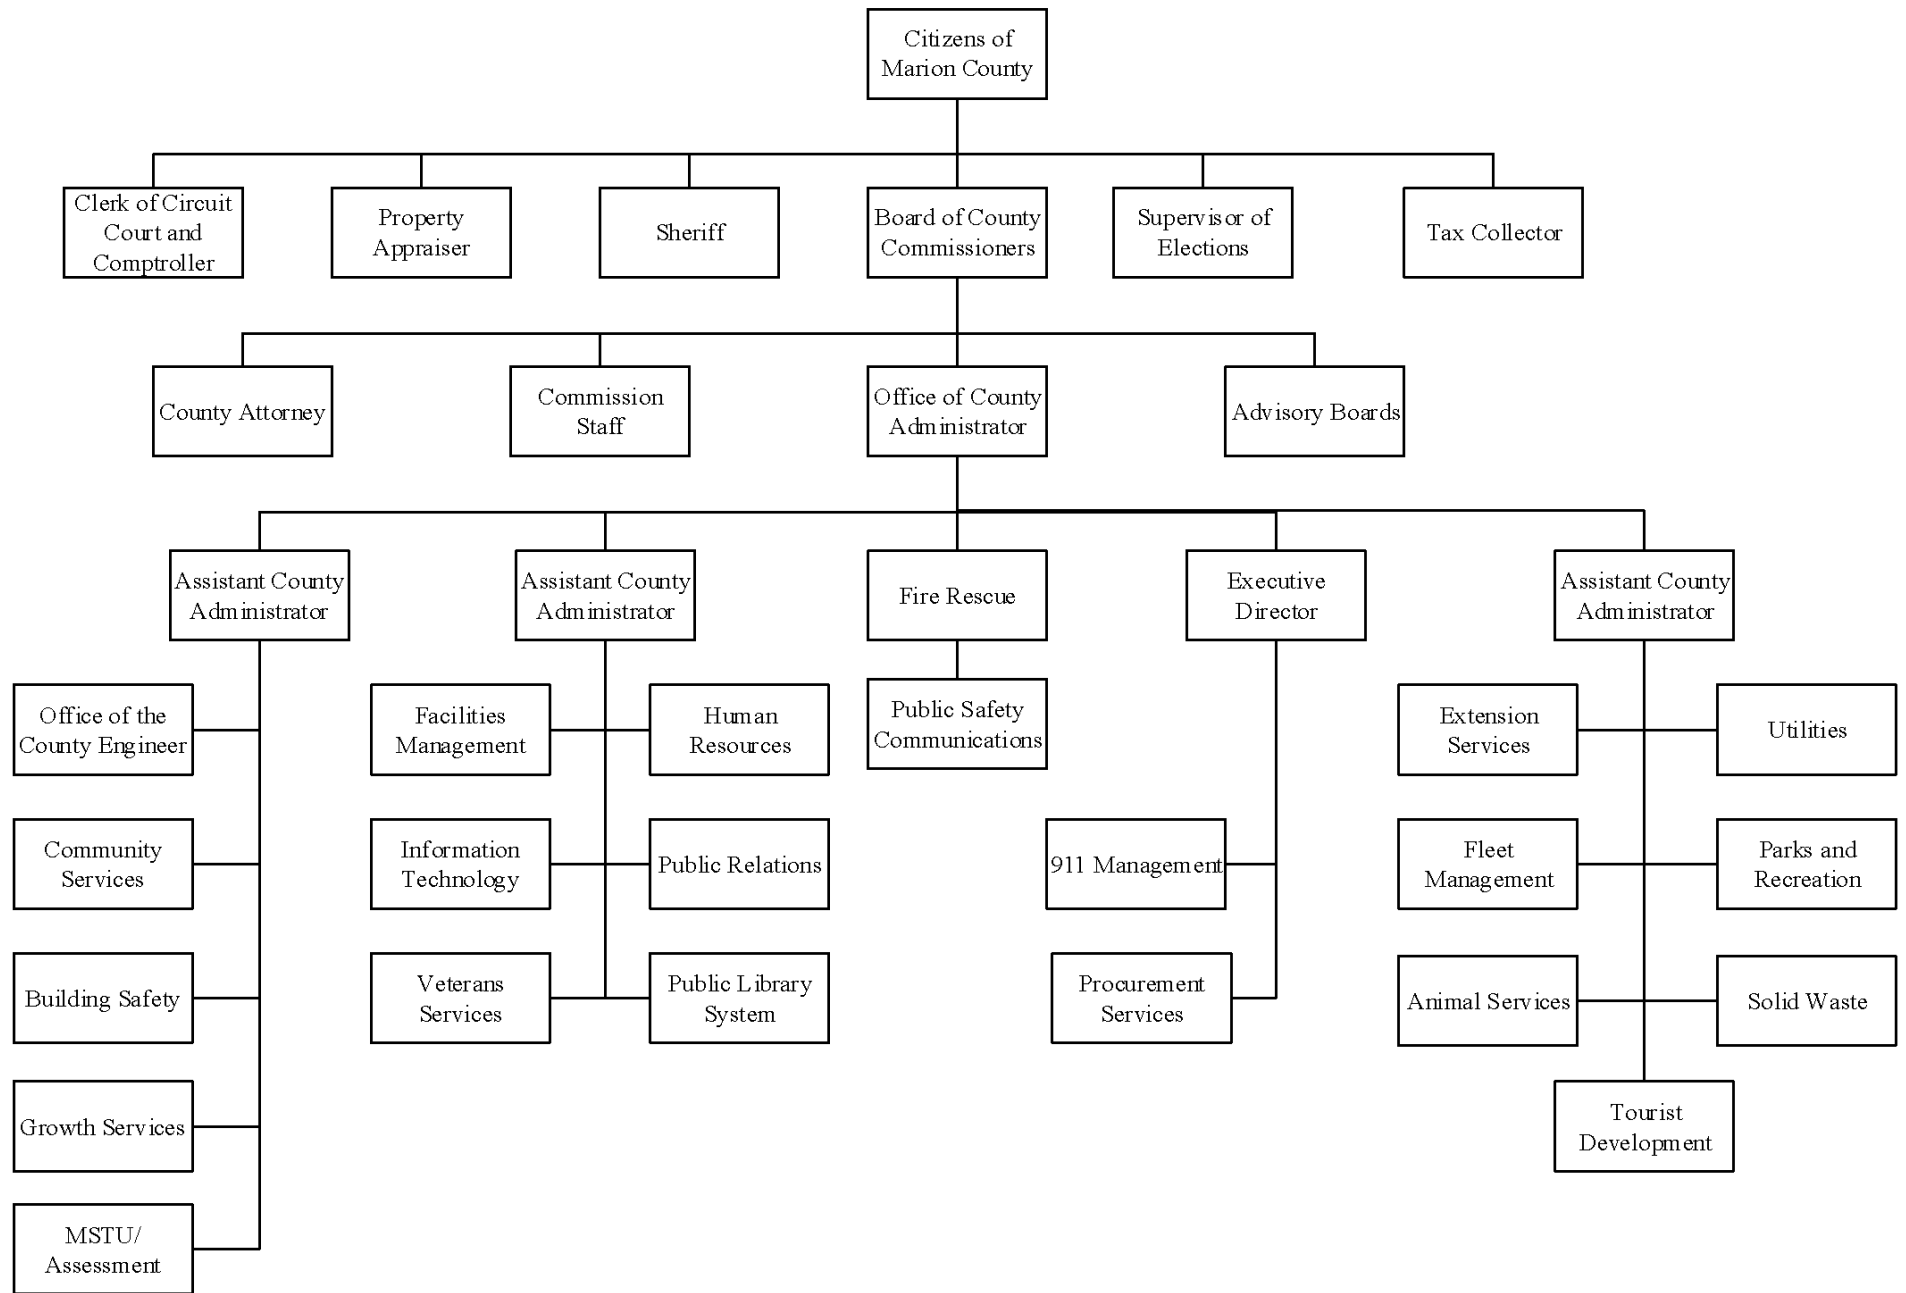 Citizens of
Marion County
Clerk of Circuit
Court and
Comptroller
Property
Appraiser
Sheriff
Board of County
Commissioners
Supervisor of
Elections
Tax Collector
County Attorney
Commission
Staff
Office of County
Administrator
Advisory Boards
Assistant County
Administrator
Assistant County
Administrator
Fire Rescue
Executive
Director
Assistant County
Administrator
Office of the
County Engineer
Facilities
Management
Human
Resources
Public Safety
Communications
Extension
Services
Utilities
Community
Services
Information
Technology
Public Relations
911 Management
Fleet
Management
Parks and
Recreation
Building Safety
Veterans
Services
Public Library
System
Procurement
Services
Animal Services
Solid Waste
Growth Services
Tourist
Development
MSTU/
Assessment